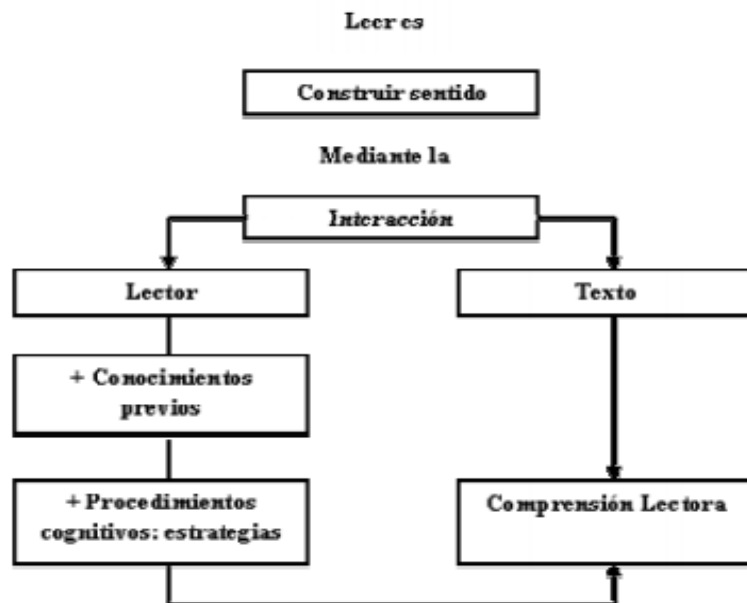 Leer es
Construir sentido
Mediante la
Interacción
Lector
Texto
+ Conocimientos
previos
+ Procedimientos
cognitivos: estrategias
Comprensión Lectora